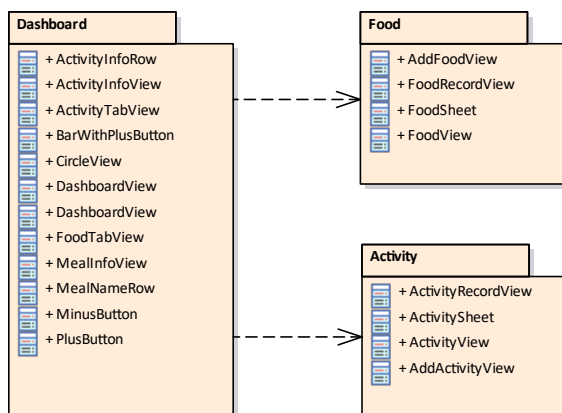 Dashboard
+ ActivityInfoRow
+ ActivityInfoView
+ ActivityTabView
+ BarWithPlusButton
+ CircleView
+ DashboardView
+ DashboardView
+ FoodTabView
+ MealInfoView
+ MealNameRow
+ MinusButton
+ PlusButton
Food
+ AddFoodView
+ FoodRecordView
+ FoodSheet
+ FoodView
Activity
+ ActivityRecordView
+ ActivitySheet
+ ActivityView
+ AddActivityView